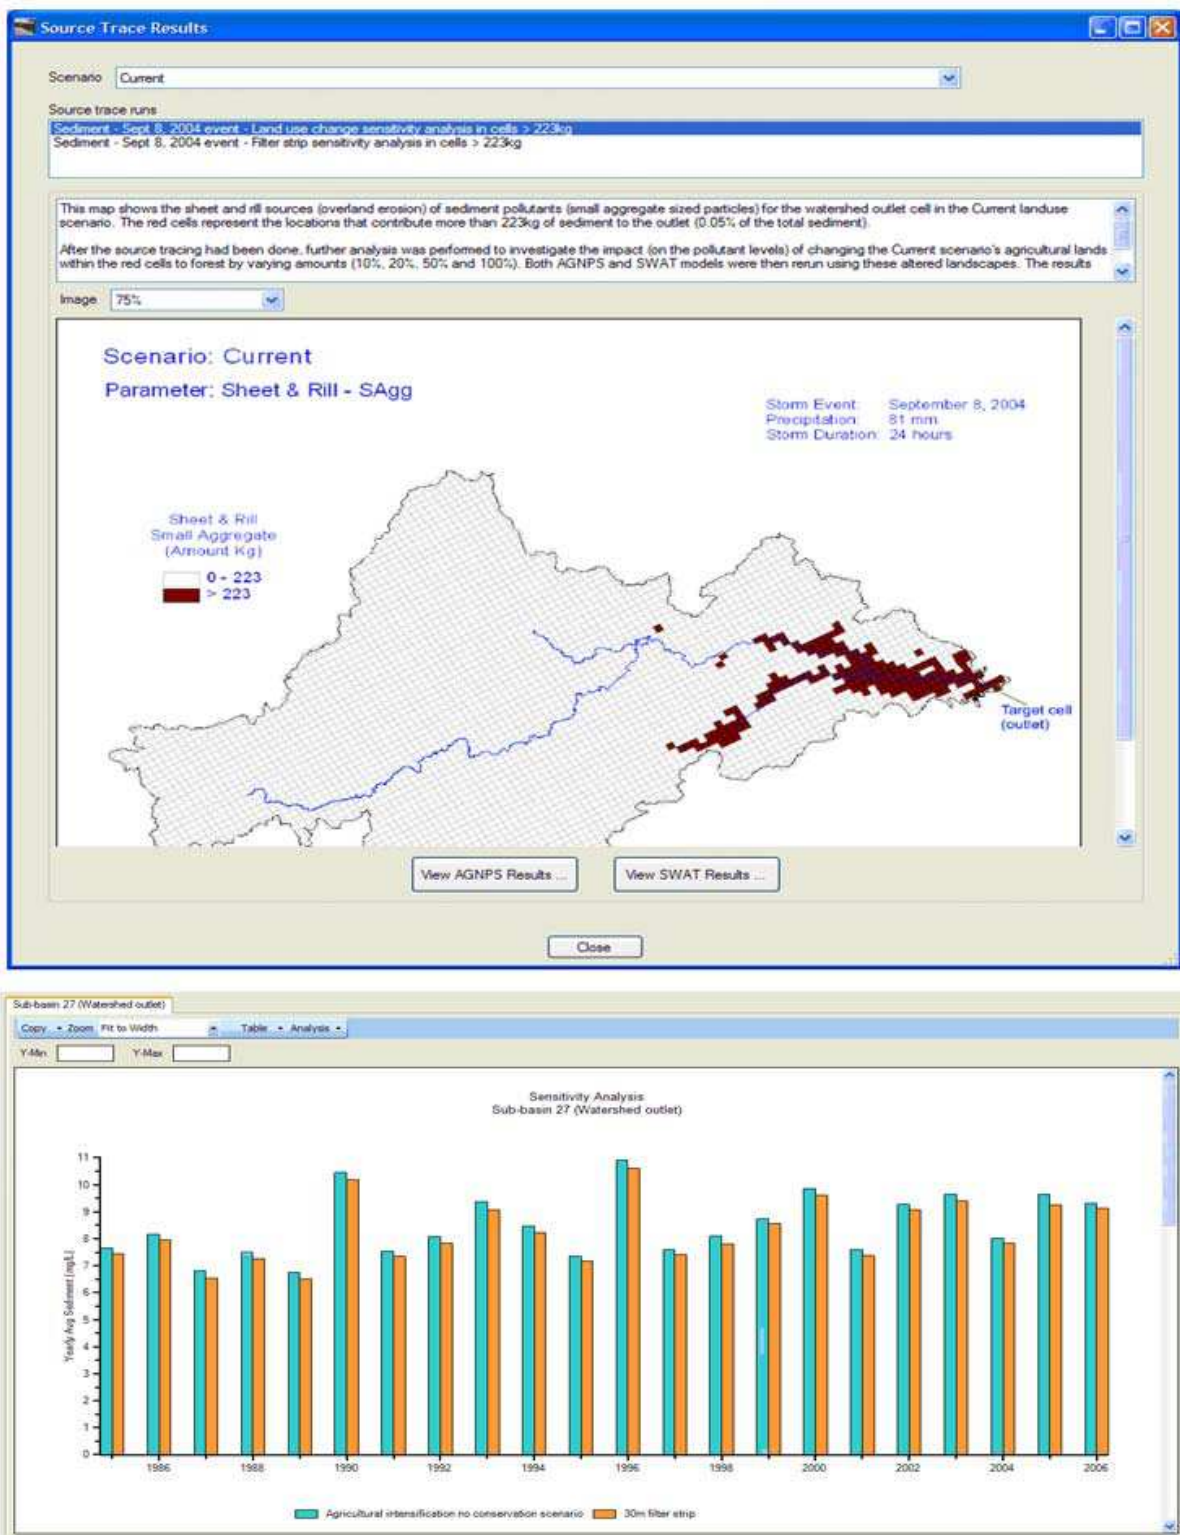 Source Trace Results
Scenario Current
Source trace runs
Sediment - Sept 8, 2004 event - Land use change sensitivity analysis in cells > 223kg
Sediment - Sept 8, 2004 event - Filter strip sensitivity analysis in cells > 223kg
This map shows the sheet and rill sources (overland erosion) of sediment pollutants (small aggregate sized particles) for the watershed outlet cell in the Current landuse
scenario. The red cells represent the locations that contribute more than 223kg of sediment to the outlet (0.05% of the total sediment).
After the source tracing had been done, further analysis was performed to investigate the impact (on the pollutant levels) of changing the Current scenario's agricultural lands
within the red cells to forest by varying amounts (10%, 20%, 50% and 100%). Both AGNPS and SWAT models were then rerun using these altered landscapes. The results
Image 75%
Scenario: Current
Parameter: Sheet & Rill - SAgg
Storm Event: September 8, 2004
Precipitation: 81 mm
Storm Duration: 24 hours
Sheet & Rill
Small Aggregate
(Amount Kg)
0 - 223
> 223
Target cell
(outlet)
View AGNPS Results ...
View SWAT Results ...
Close
Sub-basin 27 (Watershed outlet)
Copy Zoom Fit to Width Table Analysis
Y-Min Y-Max
Sensitivity Analysis
Sub-basin 27 (Watershed outlet)
Yearly Avg Sediment (mg/L)
11
10
9
8
7
6
5
4
3
2
1
0
1986 1988 1990 1992 1994 1996 1998 2000 2002 2004 2006
Agricultural intensification no conservation scenario 30m filter strip